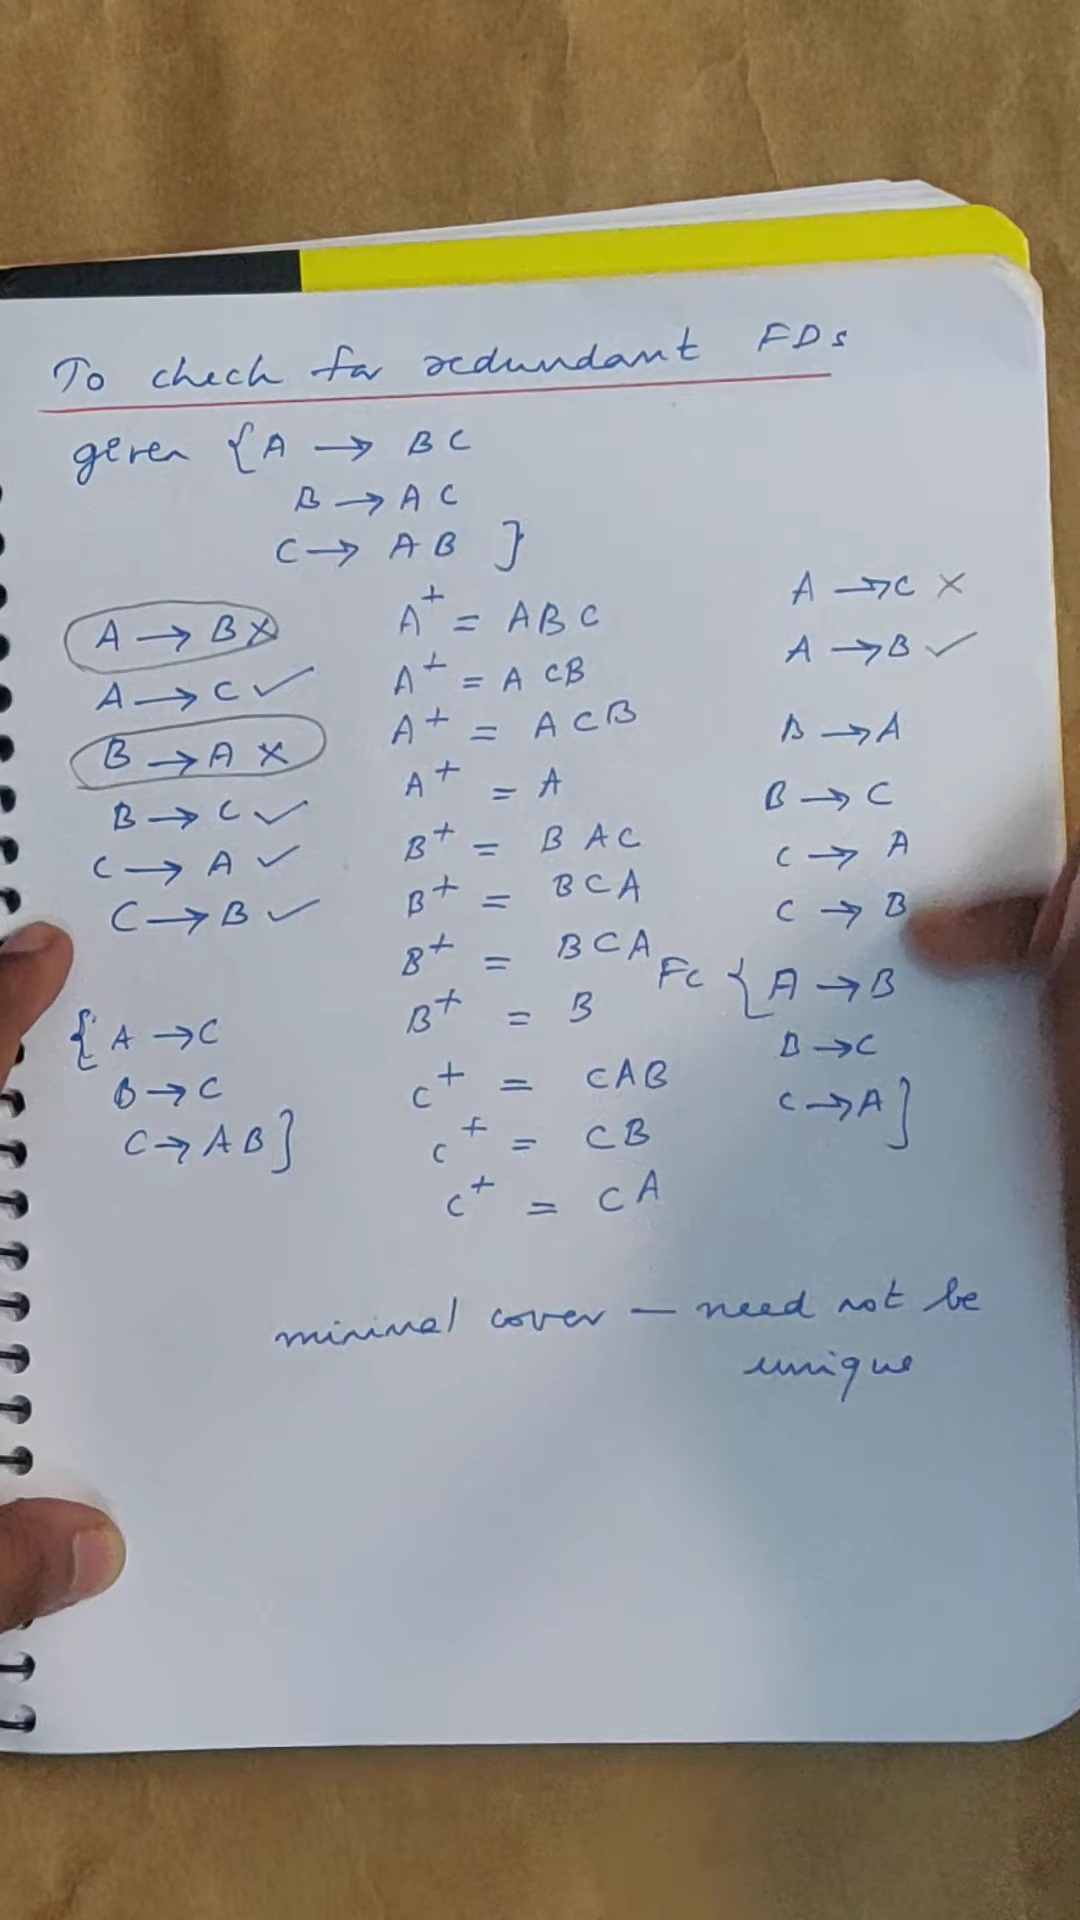 To check for redundant FDs
given { A → BC
B → AC
C → AB }
A → B ×
A → C ✓
B → A ×
B → C ✓
C → A ✓
C → B ✓
{ A → C
B → C
C → AB }
A⁺ = ABC
A⁺ = ACB
A⁺ = ACB
A⁺ = A
B⁺ = BAC
B⁺ = BCA
B⁺ = BCA
B⁺ = B
C⁺ = CAB
C⁺ = CB
C⁺ = CA
A → C ×
A → B ✓
B → A
B → C
C → A
C → B
Fc { A → B
B → C
C → A }
minimal cover — need not be
unique